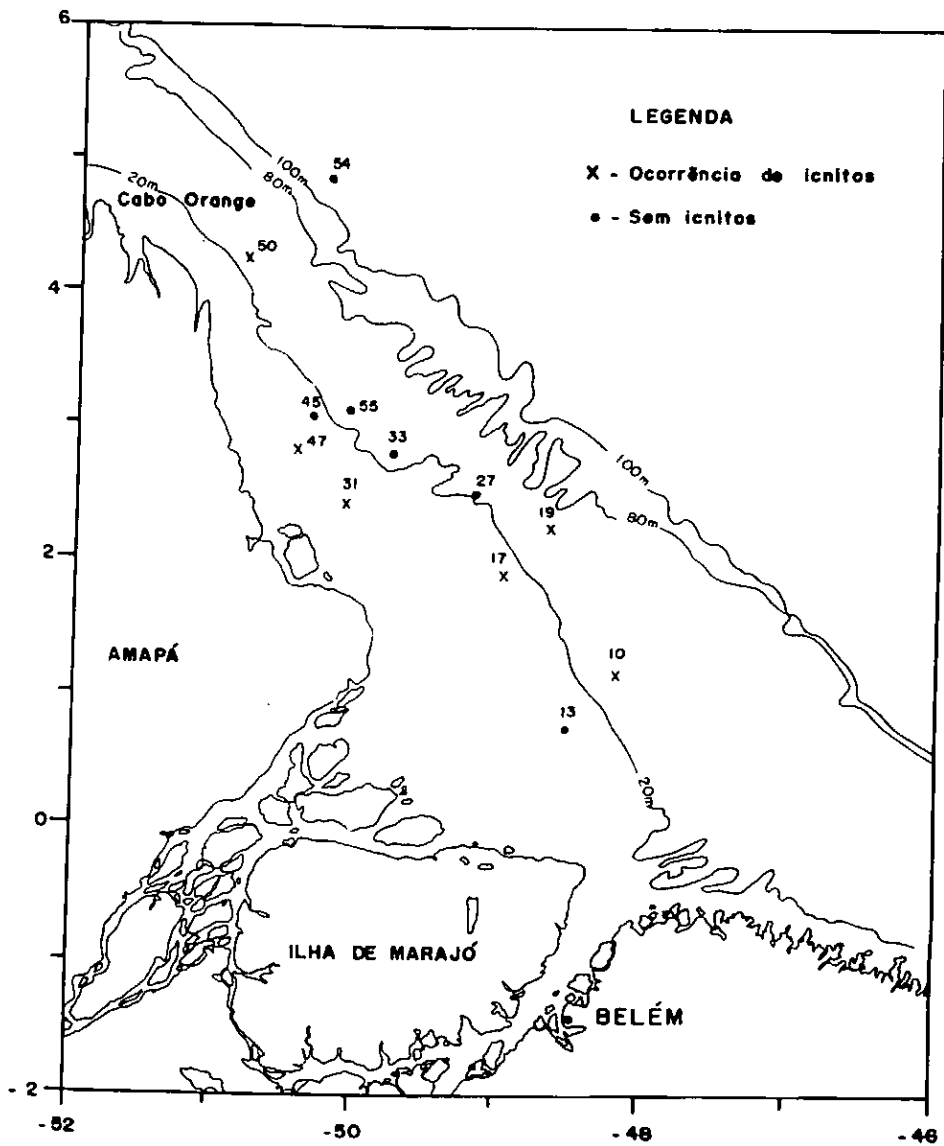 6
LEGENDA
X - Ocorrência de icnitos
• - Sem icnitos
54
100m
80m
20m
Cabo Orange
50
4
45
55
47
33
31
27
19
17
100m
80m
2
AMAPÁ
10
13
20m
0
ILHA DE MARAJÓ
BELÉM
-2
-52
-50
-48
-46